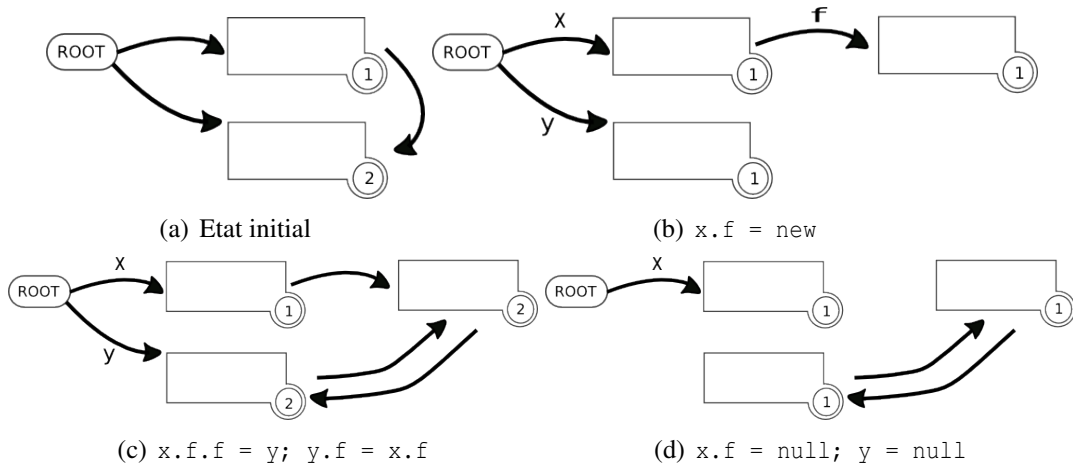 ROOT
1
2
(a) Etat initial
ROOT
X
f
1
1
y
1
(b) x.f = new
ROOT
X
1
2
y
2
(c) x.f.f = y; y.f = x.f
ROOT
X
1
1
1
(d) x.f = null; y = null